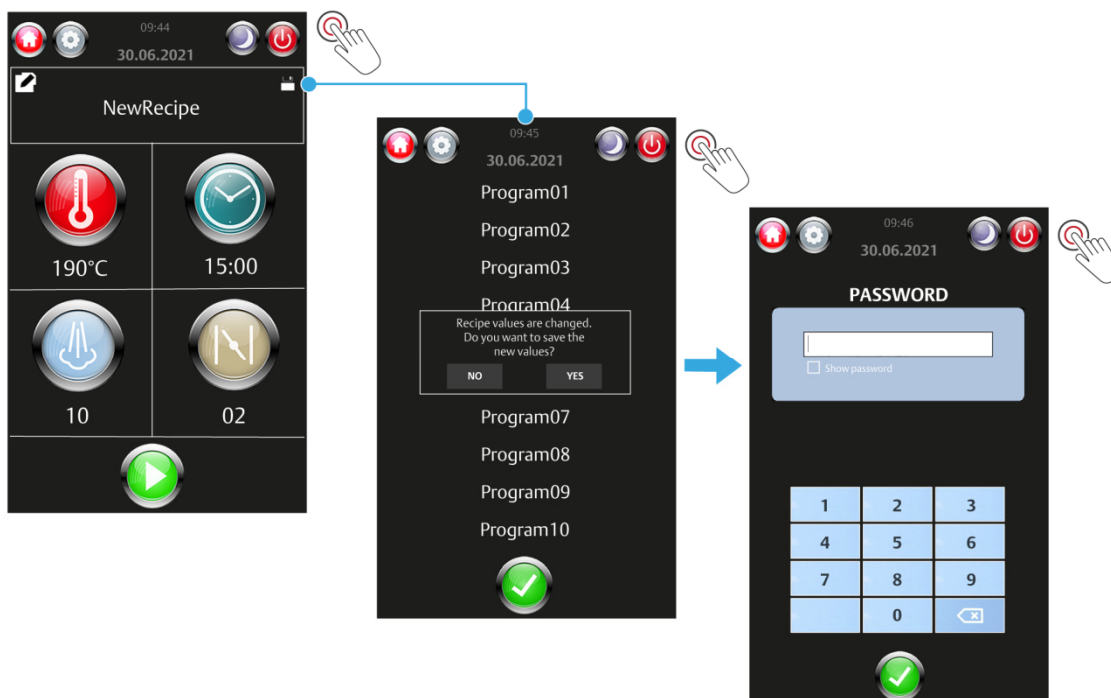 09:44
30.06.2021
NewRecipe
190°C
15:00
10
02
09:45
30.06.2021
Program01
Program02
Program03
Program04
Recipe values are changed.
Do you want to save the
new values?
NO
YES
Program07
Program08
Program09
Program10
09:46
30.06.2021
PASSWORD
Show password
1 2 3
4 5 6
7 8 9
0